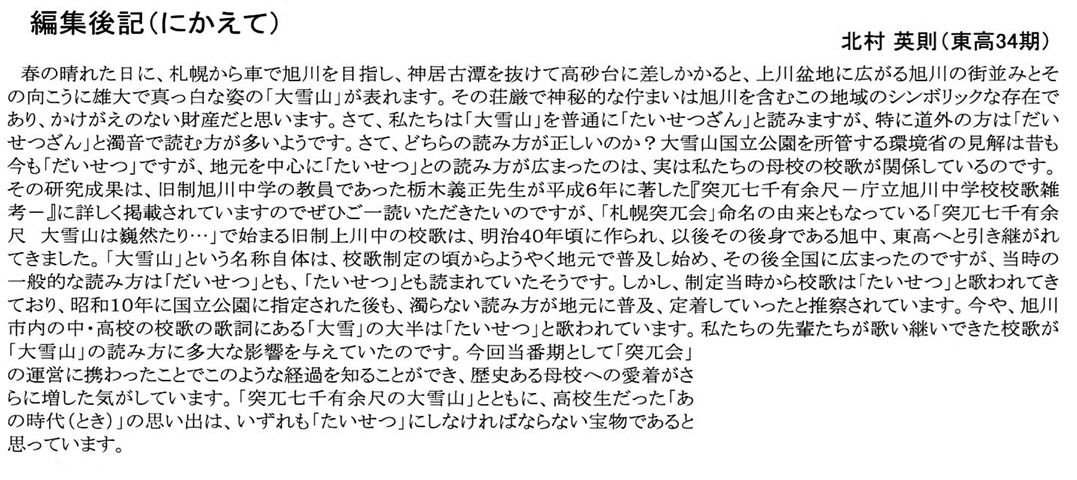 編集後記（にかえて）
北村 英則（東高34期）
春の晴れた日に、札幌から車で旭川を目指し、神居古潭を抜けて高砂台に差しかかると、上川盆地に広がる旭川の街並みとそ
の向こうに雄大で真っ白な姿の「大雪山」が表れます。その荘厳で神秘的な佇まいは旭川を含むこの地域のシンボリックな存在で
あり、かけがえのない財産だと思います。さて、私たちは「大雪山」を普通に「たいせつざん」と読みますが、特に道外の方は「だい
せつざん」と濁音で読む方が多いようです。さて、どちらの読み方が正しいのか？大雪山国立公園を所管する環境省の見解は昔も
今も「だいせつ」ですが、地元を中心に「たいせつ」との読み方が広まったのは、実は私たちの母校の校歌が関係しているのです。
その研究成果は、旧制旭川中学の教員であった栃木義正先生が平成6年に著した『突兀七千有余尺－庁立旭川中学校校歌雑
考－』に詳しく掲載されていますのでぜひご一読いただきたいのですが、「札幌突兀会」命名の由来ともなっている「突兀七千有余
尺　大雪山は巍然たり…」で始まる旧制上川中の校歌は、明治40年頃に作られ、以後その後身である旭中、東高へと引き継がれ
てきました。「大雪山」という名称自体は、校歌制定の頃からようやく地元で普及し始め、その後全国に広まったのですが、当時の
一般的な読み方は「だいせつ」とも、「たいせつ」とも読まれていたそうです。しかし、制定当時から校歌は「たいせつ」と歌われてき
ており、昭和10年に国立公園に指定された後も、濁らない読み方が地元に普及、定着していったと推察されています。今や、旭川
市内の中・高校の校歌の歌詞にある「大雪」の大半は「たいせつ」と歌われています。私たちの先輩たちが歌い継いできた校歌が
「大雪山」の読み方に多大な影響を与えていたのです。今回当番期として「突兀会」
の運営に携わったことでこのような経過を知ることができ、歴史ある母校への愛着がさ
らに増した気がしています。「突兀七千有余尺の大雪山」とともに、高校生だった「あ
の時代（とき）」の思い出は、いずれも「たいせつ」にしなければならない宝物であると
思っています。